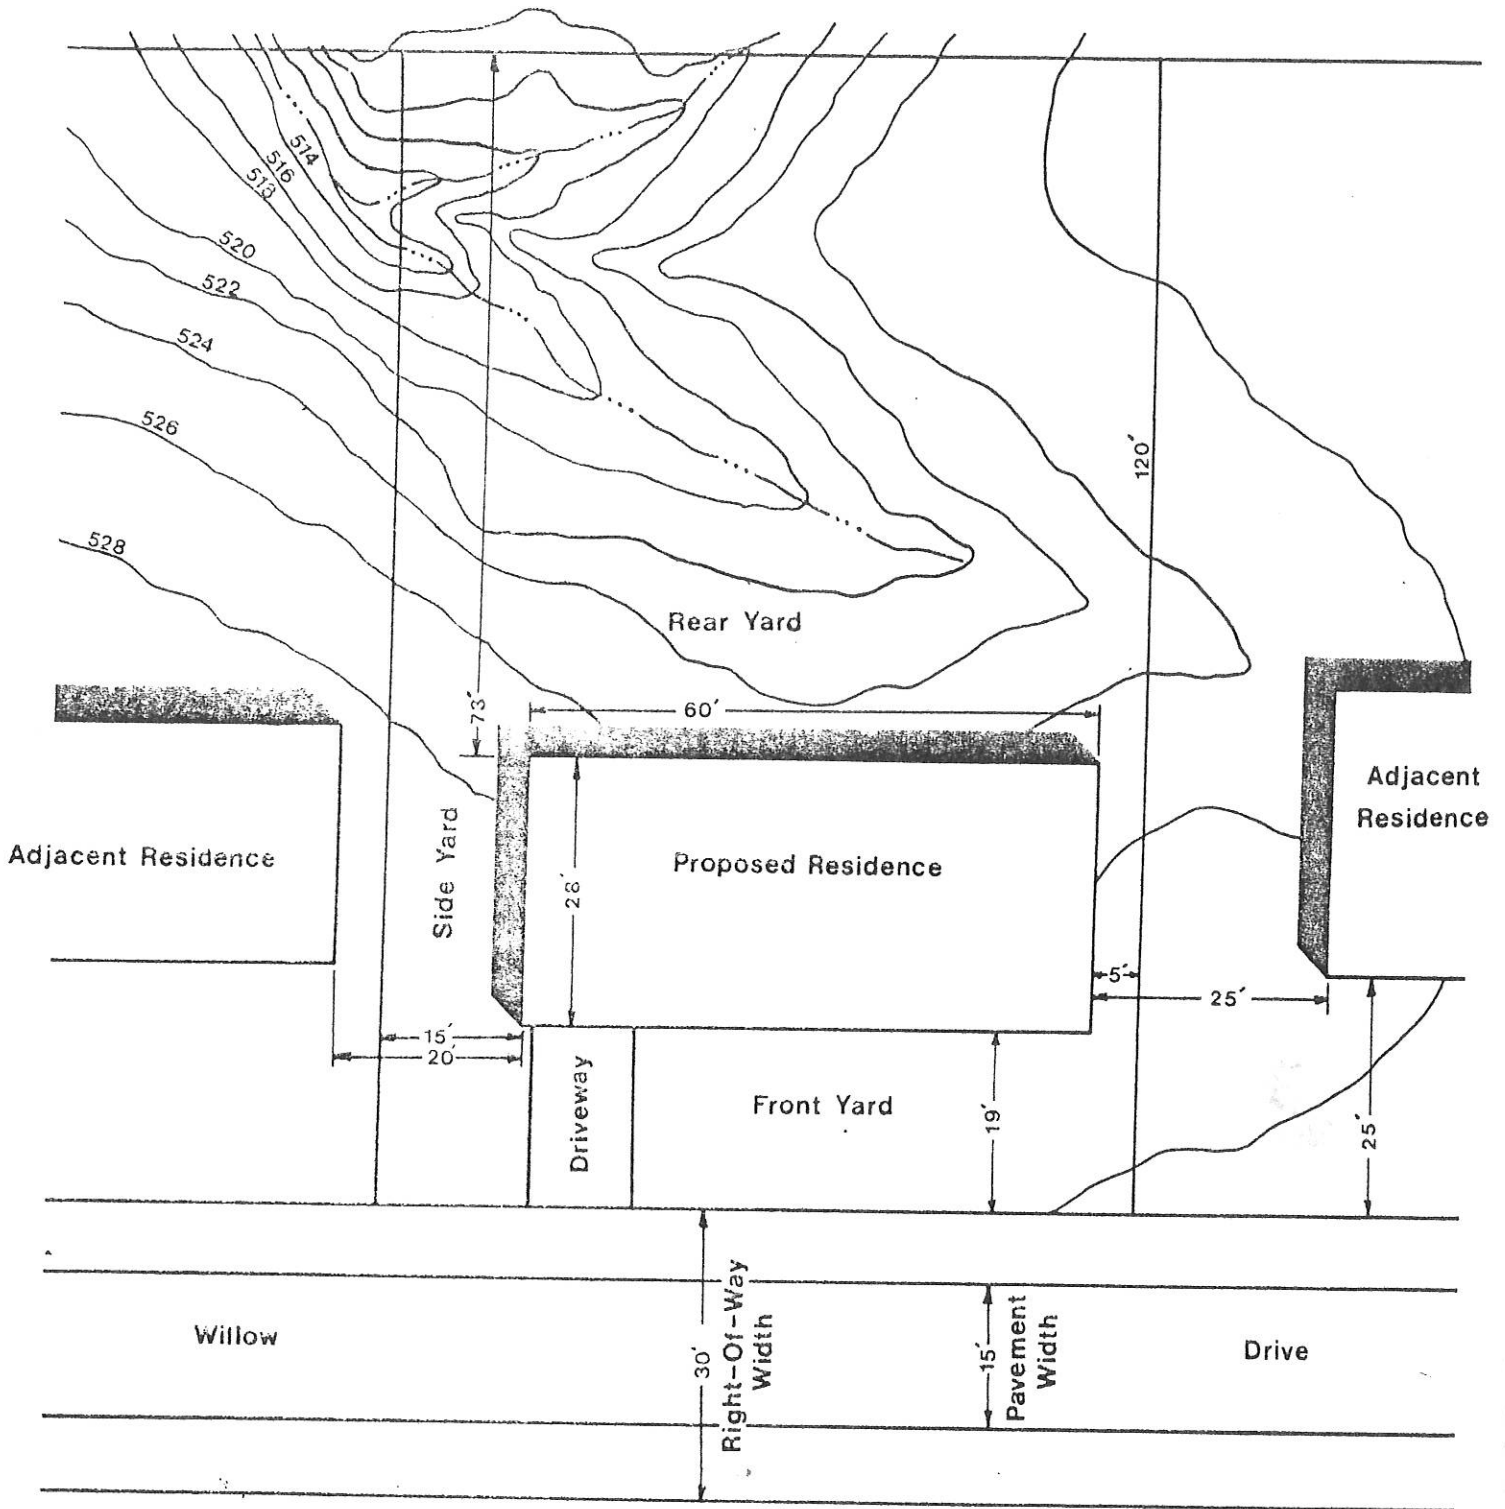 514
516
518
520
522
524
526
528
120′
Rear Yard
73′
60′
Adjacent
Residence
Adjacent Residence
Side Yard
28′
Proposed Residence
5′
25′
15′
20′
Driveway
Front Yard
19′
25′
Willow
30′
Right-Of-Way
Width
15′
Pavement
Width
Drive